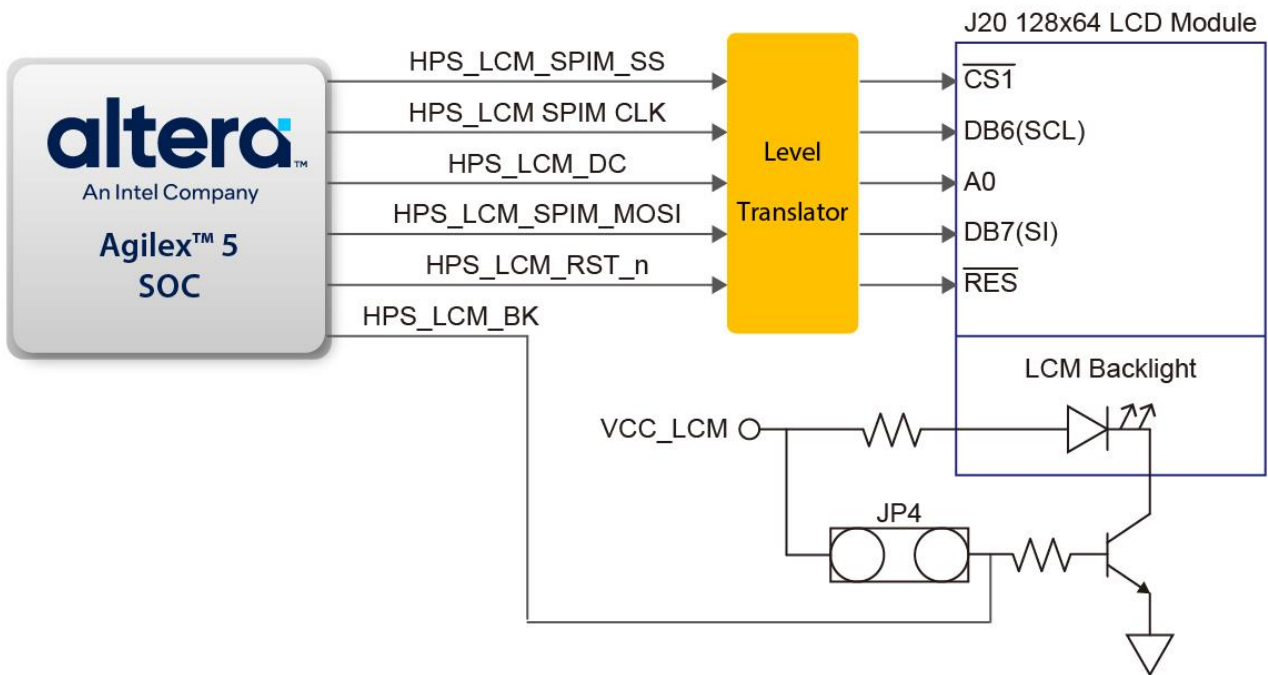 J20 128x64 LCD Module
HPS_LCM_SPIM_SS
CS1
HPS_LCM SPIM CLK
DB6(SCL)
HPS_LCM_DC
A0
HPS_LCM_SPIM_MOSI
DB7(SI)
HPS_LCM_RST_n
RES
HPS_LCM_BK
altera™
An Intel Company
Agilex™ 5
SOC
Level
Translator
LCM Backlight
VCC_LCM
JP4